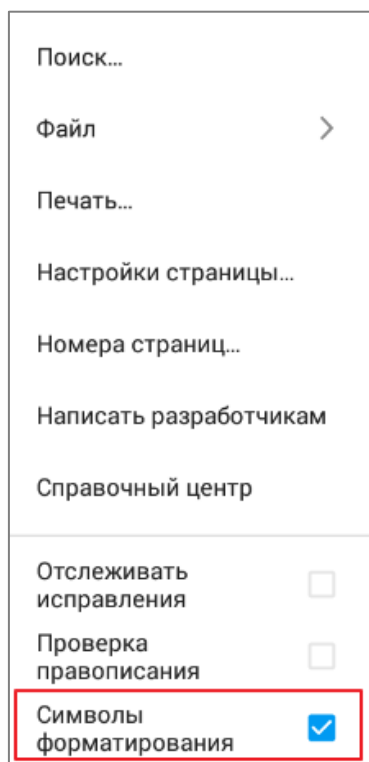 Поиск...
Файл
Печать...
Настройки страницы...
Номера страниц...
Написать разработчикам
Справочный центр
Отслеживать
исправления
Проверка
правописания
Символы
форматирования